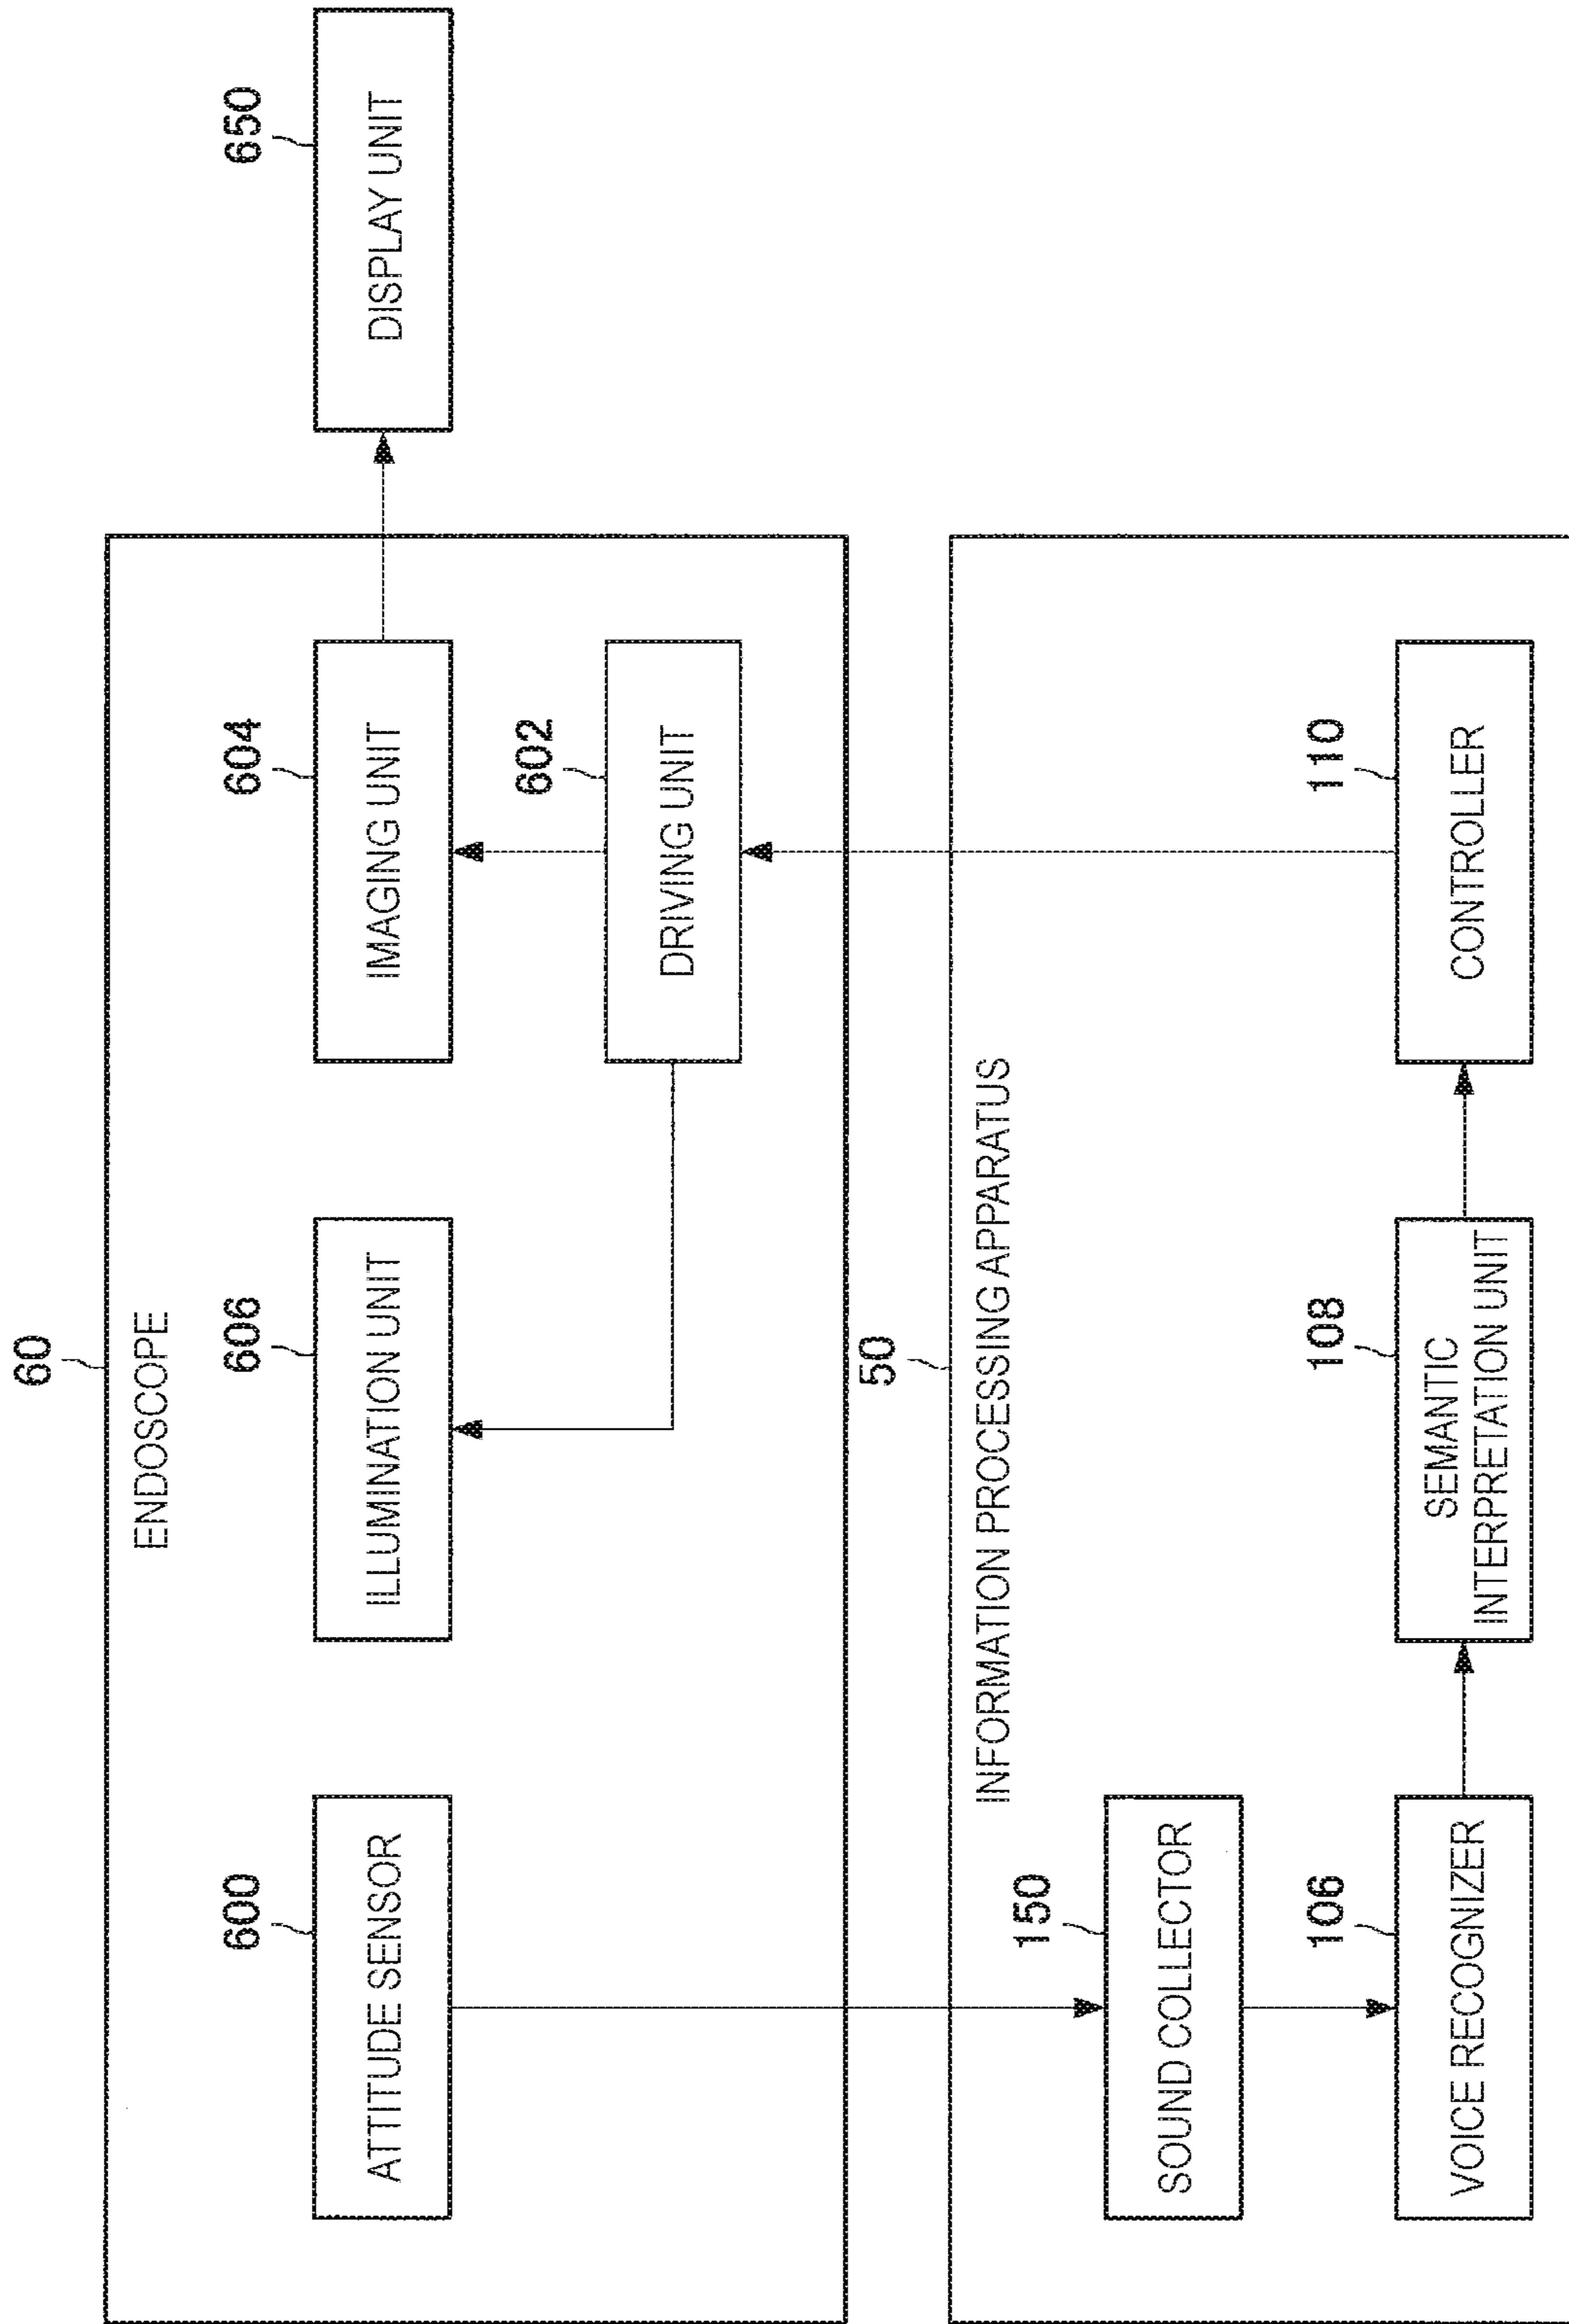 60
ENDOSCOPE
600
ATTITUDE SENSOR
606
ILLUMINATION UNIT
604
IMAGING UNIT
650
DISPLAY UNIT
602
DRIVING UNIT
50
INFORMATION PROCESSING APPARATUS
150
SOUND COLLECTOR
106
VOICE RECOGNIZER
108
SEMANTIC
INTERPRETATION UNIT
110
CONTROLLER